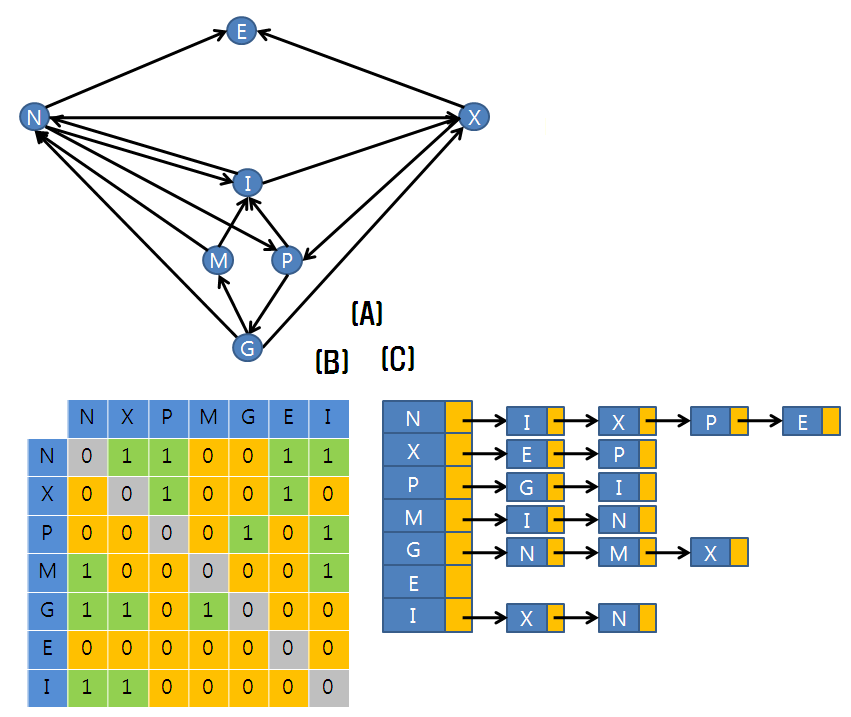 E
N X
I
M P
G
(A)
(B) (C)
N X P M G E I
N 0 1 1 0 0 1 1
X 0 0 1 0 0 1 0
P 0 0 0 0 1 0 1
M 1 0 0 0 0 0 1
G 1 1 0 1 0 0 0
E 0 0 0 0 0 0 0
I 1 1 0 0 0 0 0
N I X P E
X E P
P G I
M I N
G N M X
E
I X N